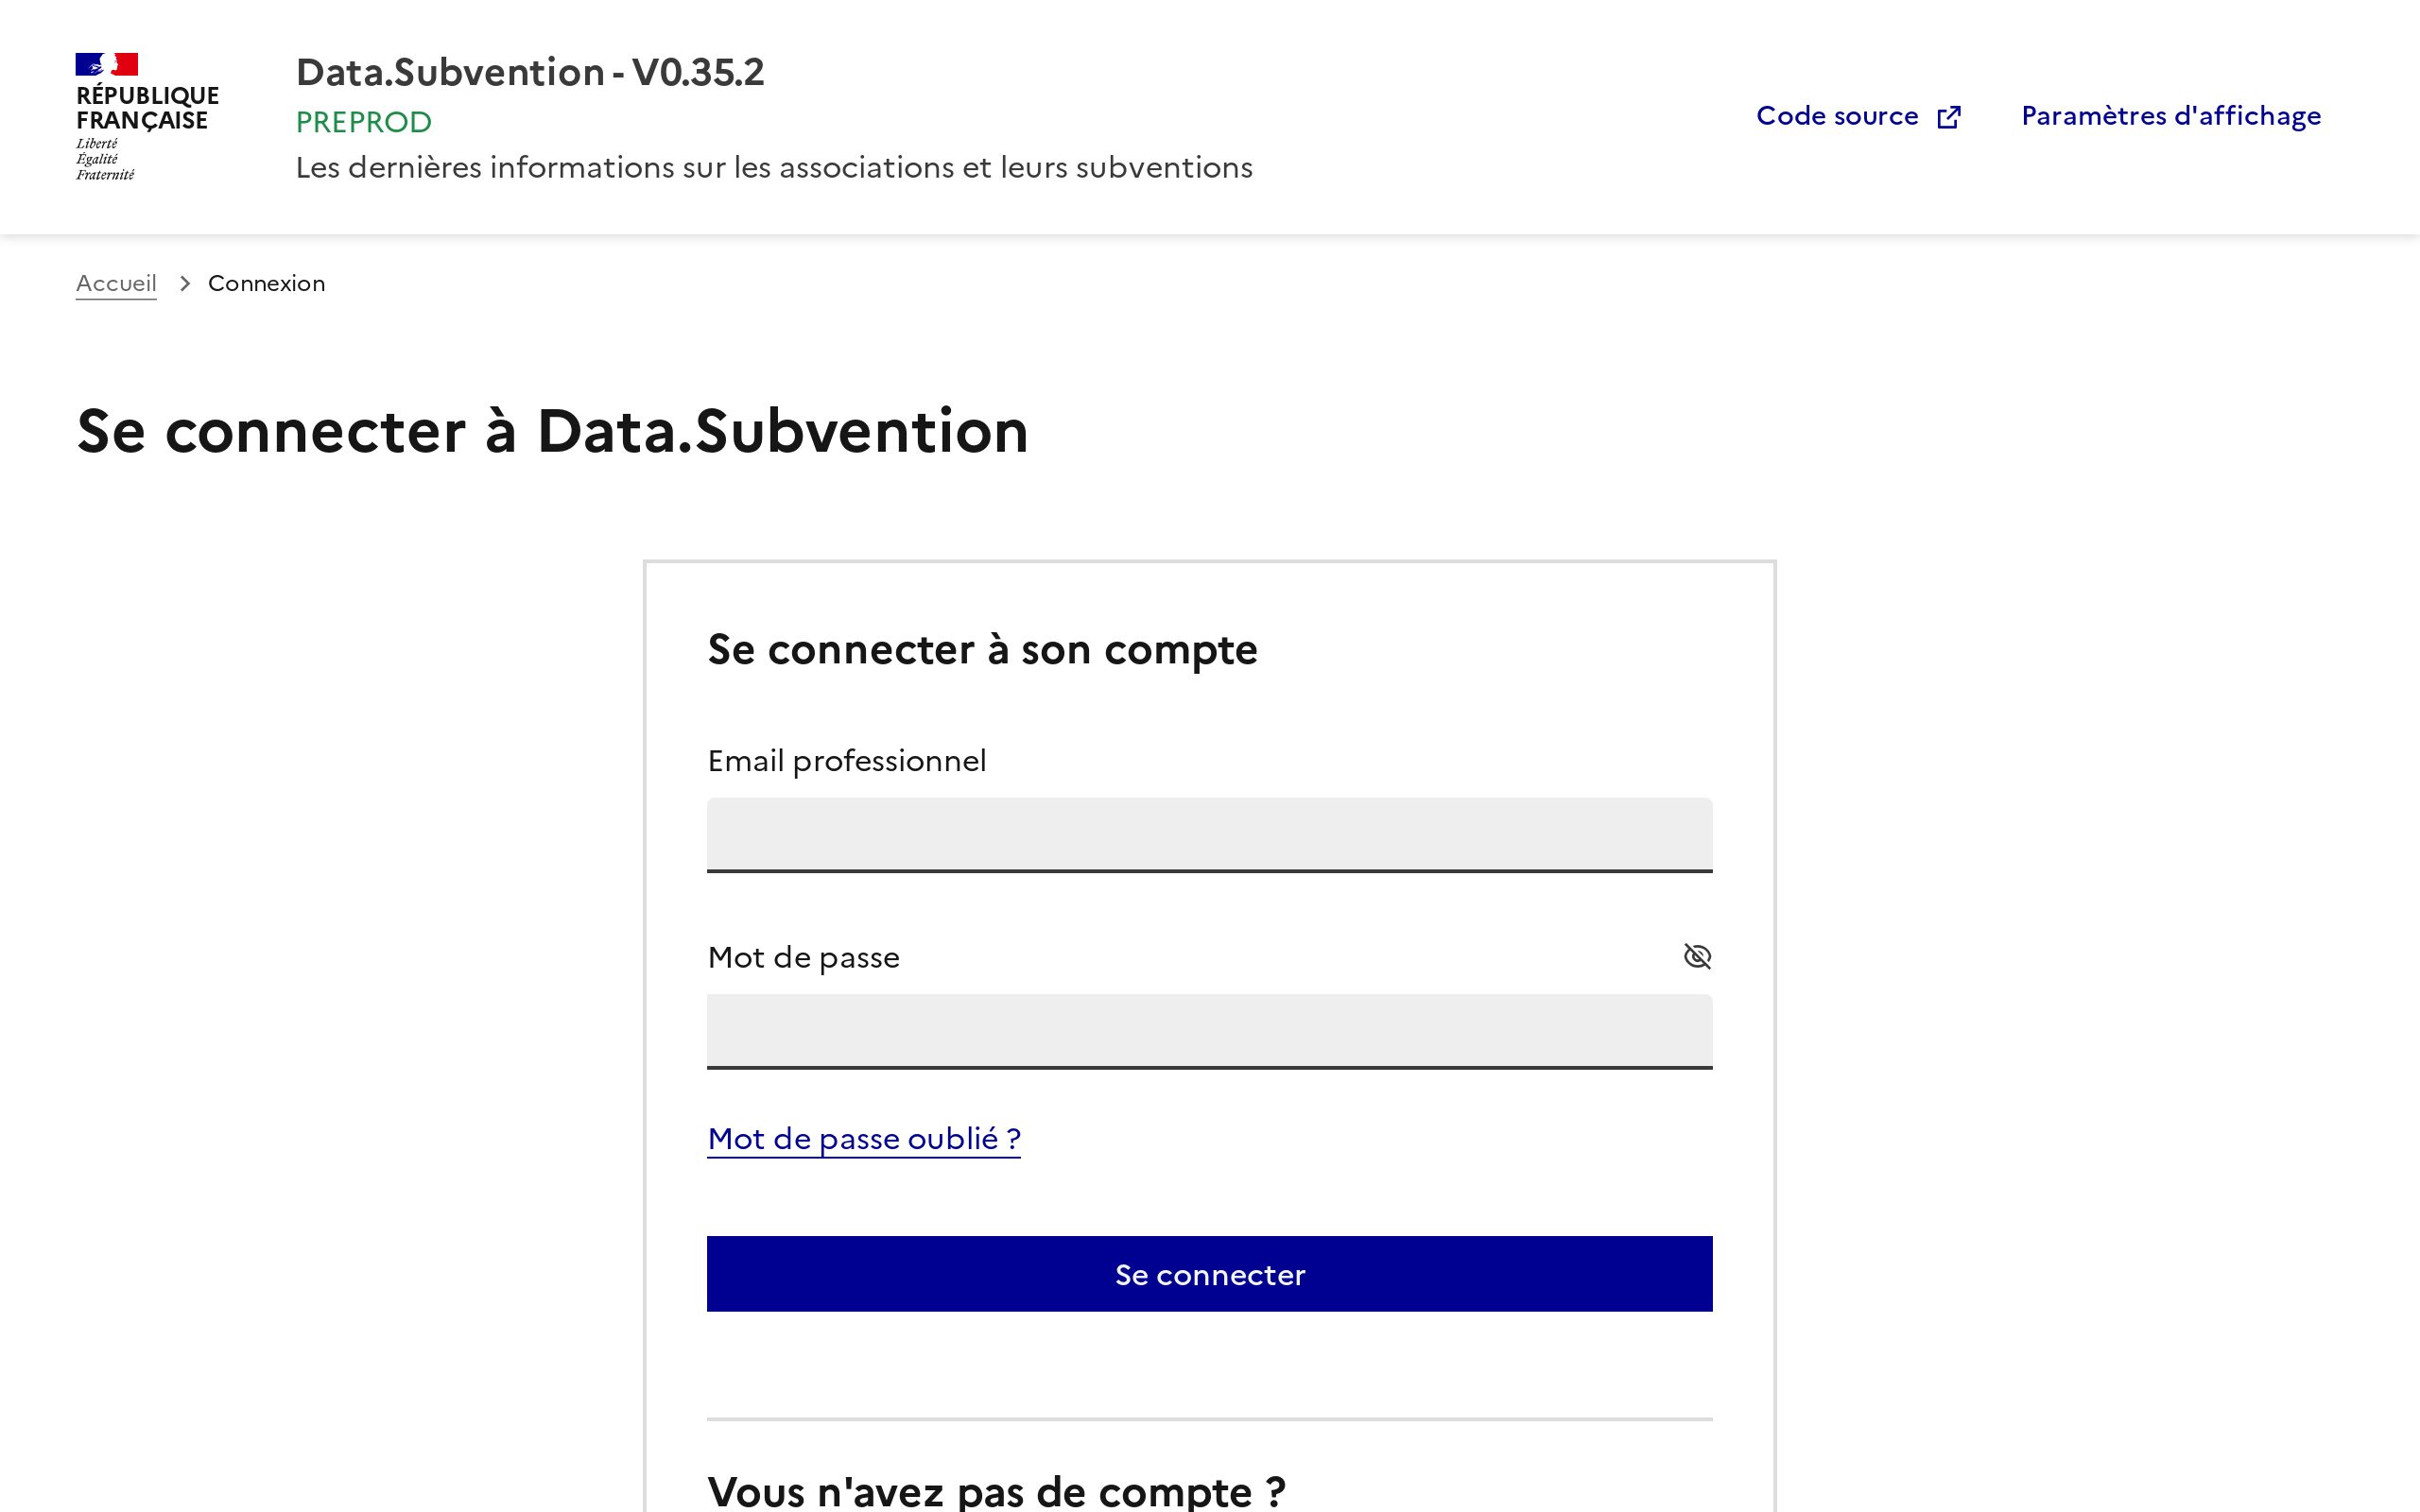 RÉPUBLIQUE
FRANÇAISE
Liberté
Égalité
Fraternité
Data.Subvention - V0.35.2
PREPROD
Les dernières informations sur les associations et leurs subventions
Code source
Paramètres d'affichage
Accueil > Connexion
Se connecter à Data.Subvention
Se connecter à son compte
Email professionnel
Mot de passe
Mot de passe oublié ?
Se connecter
Vous n'avez pas de compte ?